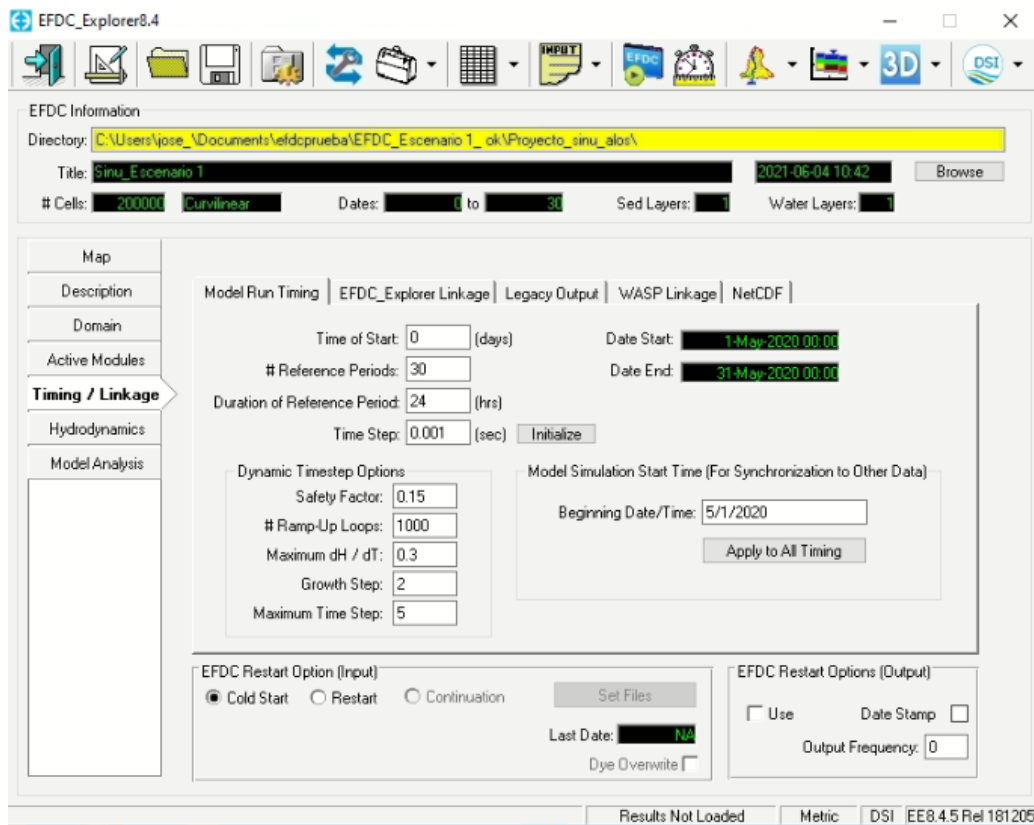 EFDC_Explorer8.4
INPUT
EFDC
3D
DSI
EFDC Information
Directory: C:\Users\jose_\Documents\efdcprueba\EFDC_Escenario 1_ ok\Proyecto_sinu_alos\
Title: Sinu_Escenario 1 2021-06-04 10:42 Browse
# Cells: 200000 Curvilinear Dates: 0 to 30 Sed Layers: 1 Water Layers: 1
Map
Description
Domain
Active Modules
Timing / Linkage
Hydrodynamics
Model Analysis
Model Run Timing EFDC_Explorer Linkage Legacy Output WASP Linkage NetCDF
Time of Start: 0 (days) Date Start: 1-May-2020 00:00
# Reference Periods: 30 Date End: 31-May-2020 00:00
Duration of Reference Period: 24 (hrs)
Time Step: 0.001 (sec) Initialize
Dynamic Timestep Options
Safety Factor: 0.15
# Ramp-Up Loops: 1000
Maximum dH / dT: 0.3
Growth Step: 2
Maximum Time Step: 5
Model Simulation Start Time (For Synchronization to Other Data)
Beginning Date/Time: 5/1/2020
Apply to All Timing
EFDC Restart Option (Input)
Cold Start Restart Continuation Set Files
Last Date: NA
Dye Overwrite
EFDC Restart Options (Output)
Use Date Stamp
Output Frequency: 0
Results Not Loaded Metric DSI EE8.4.5 Rel 181205